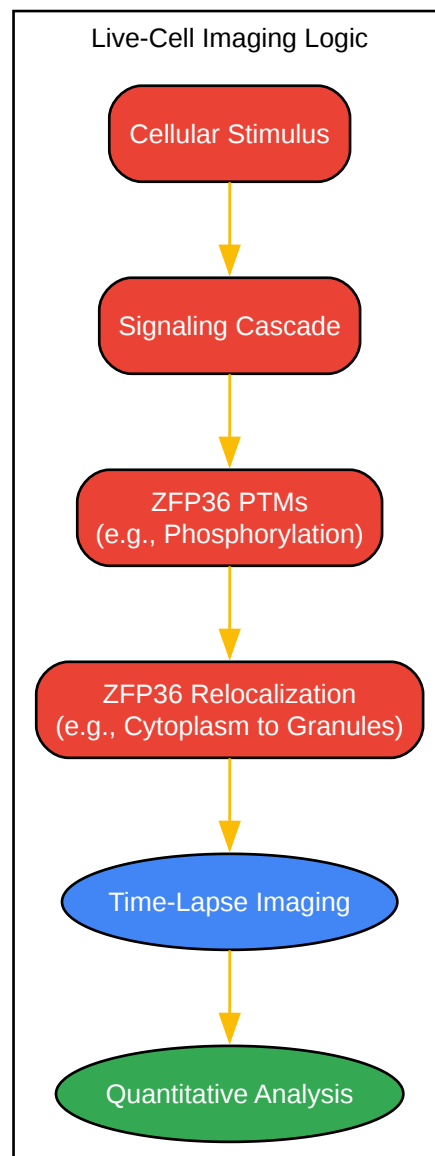 Live-Cell Imaging Logic
Cellular Stimulus
Signaling Cascade
ZFP36 PTMs
(e.g., Phosphorylation)
ZFP36 Relocalization
(e.g., Cytoplasm to Granules)
Time-Lapse Imaging
Quantitative Analysis